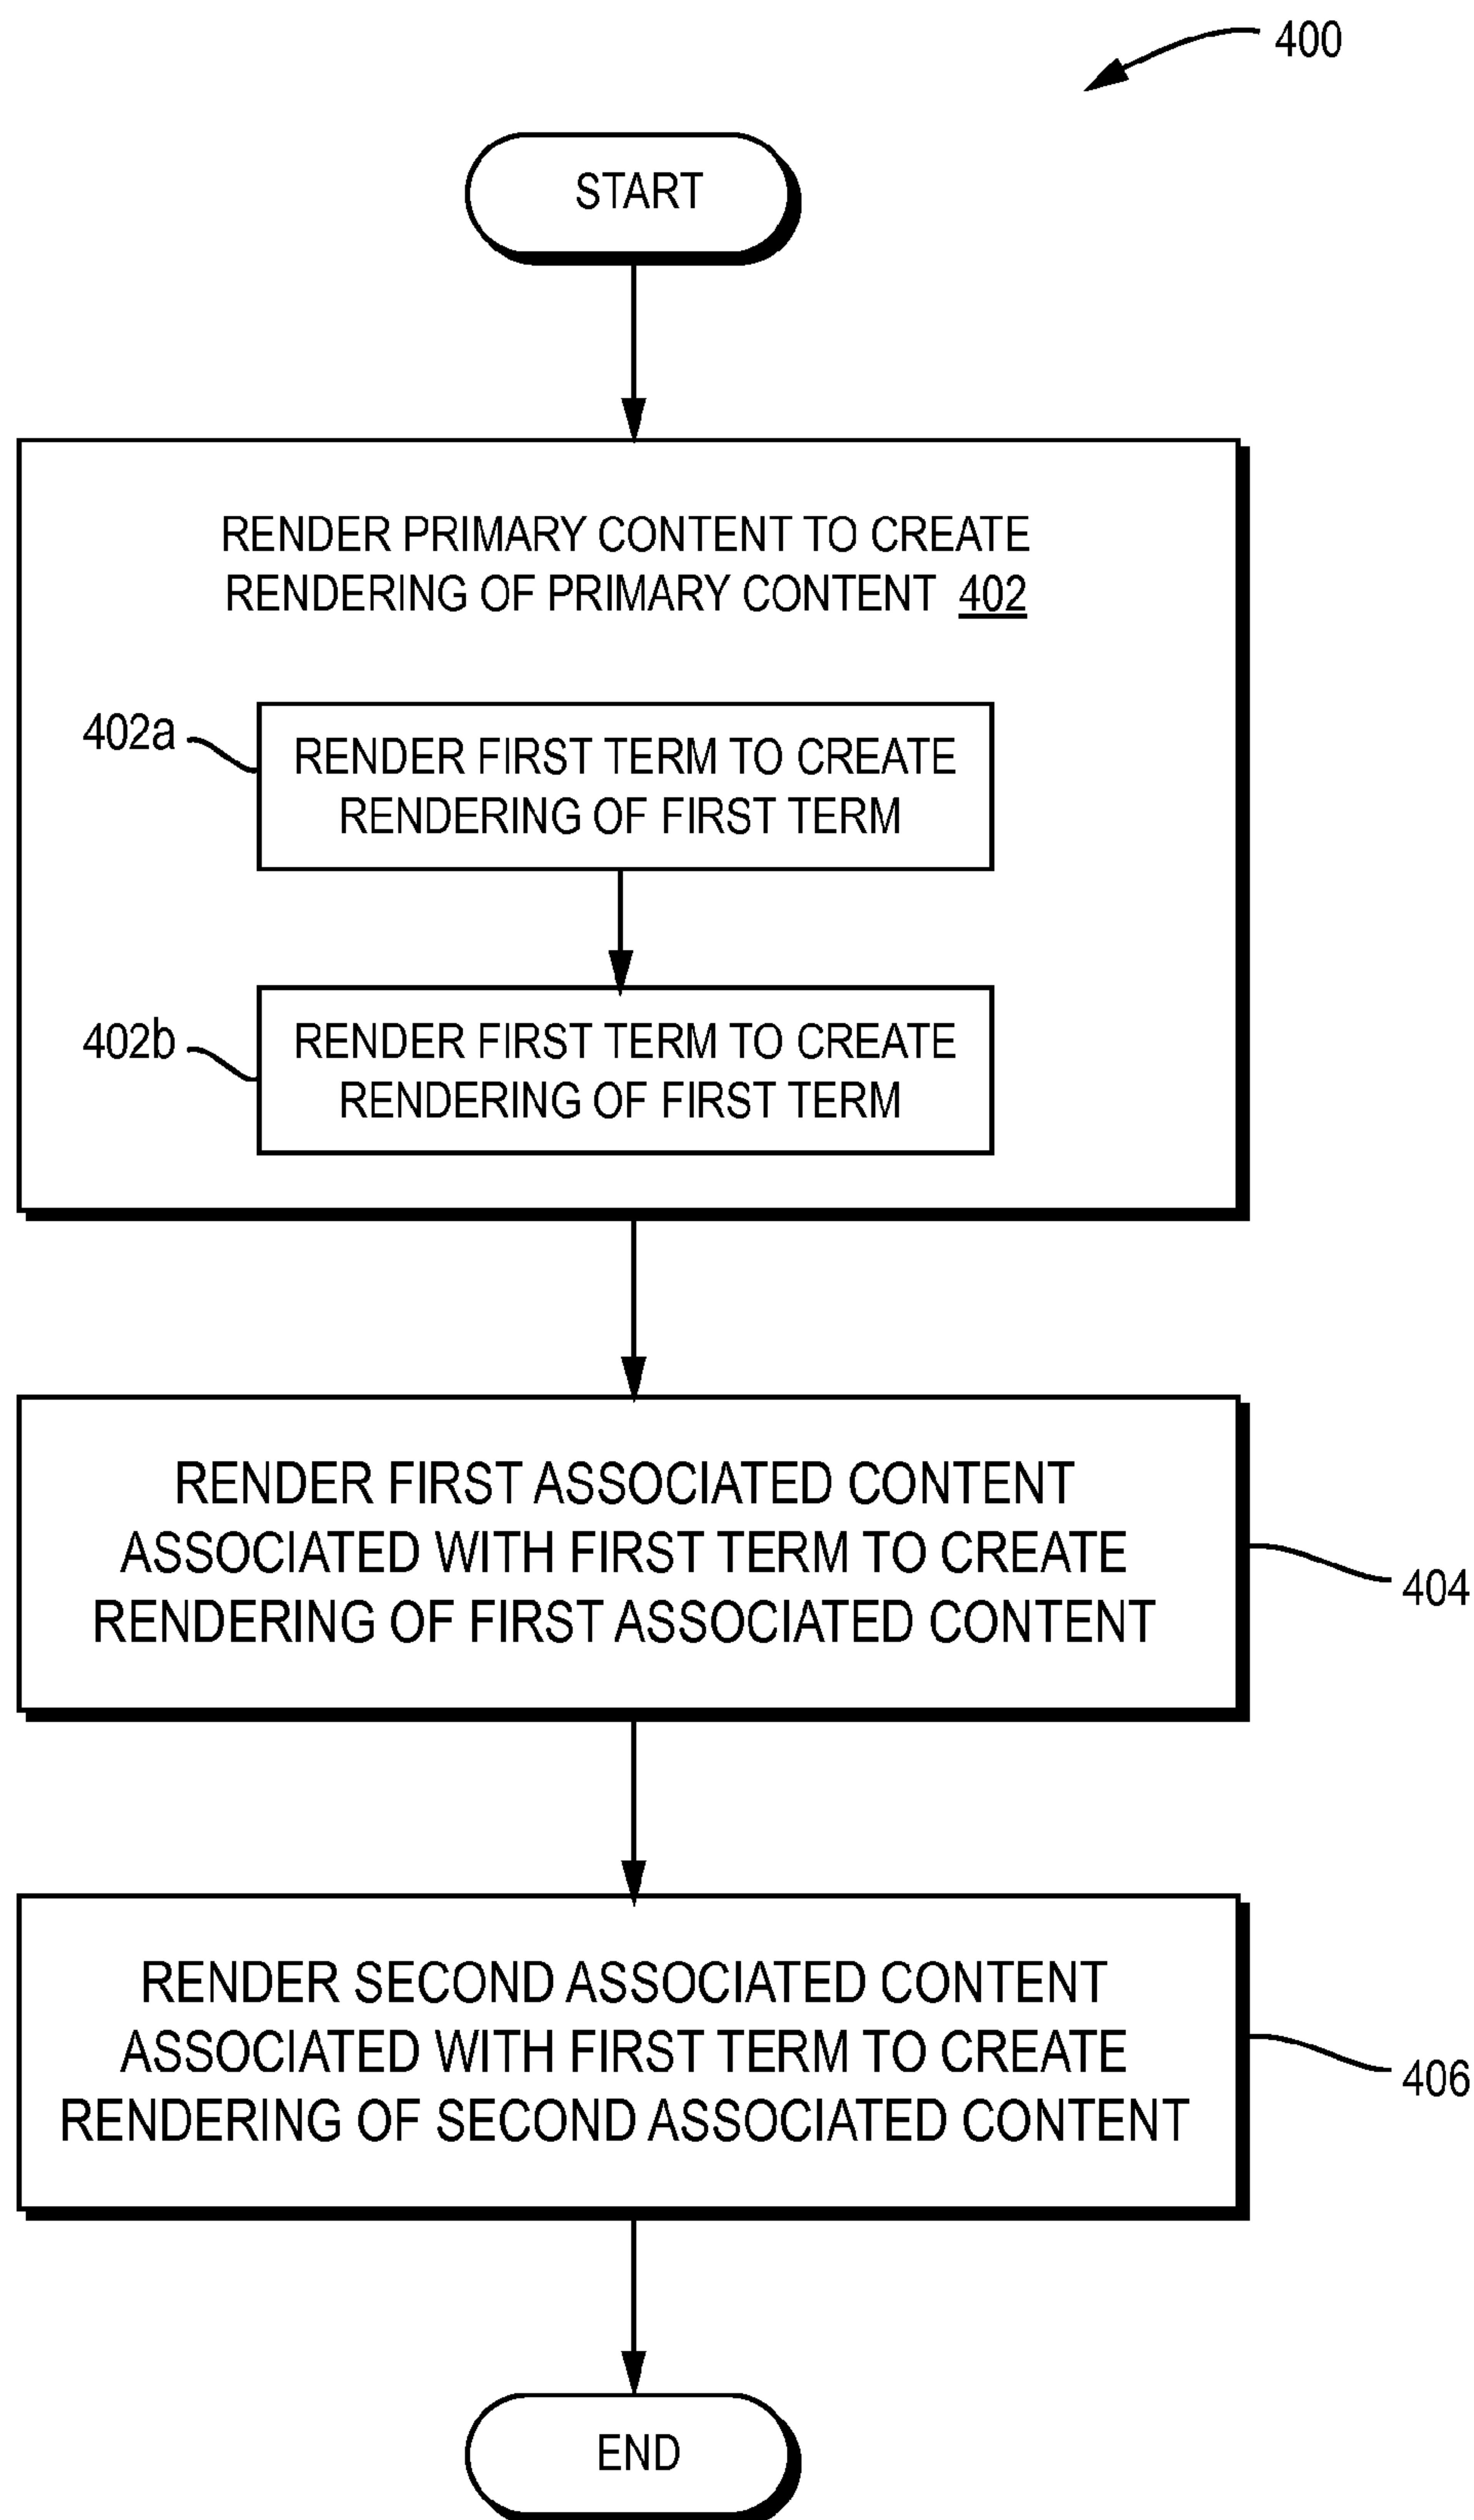 400
START
RENDER PRIMARY CONTENT TO CREATE
RENDERING OF PRIMARY CONTENT 402
402a
RENDER FIRST TERM TO CREATE
RENDERING OF FIRST TERM
402b
RENDER FIRST TERM TO CREATE
RENDERING OF FIRST TERM
RENDER FIRST ASSOCIATED CONTENT
ASSOCIATED WITH FIRST TERM TO CREATE
RENDERING OF FIRST ASSOCIATED CONTENT
404
RENDER SECOND ASSOCIATED CONTENT
ASSOCIATED WITH FIRST TERM TO CREATE
RENDERING OF SECOND ASSOCIATED CONTENT
406
END